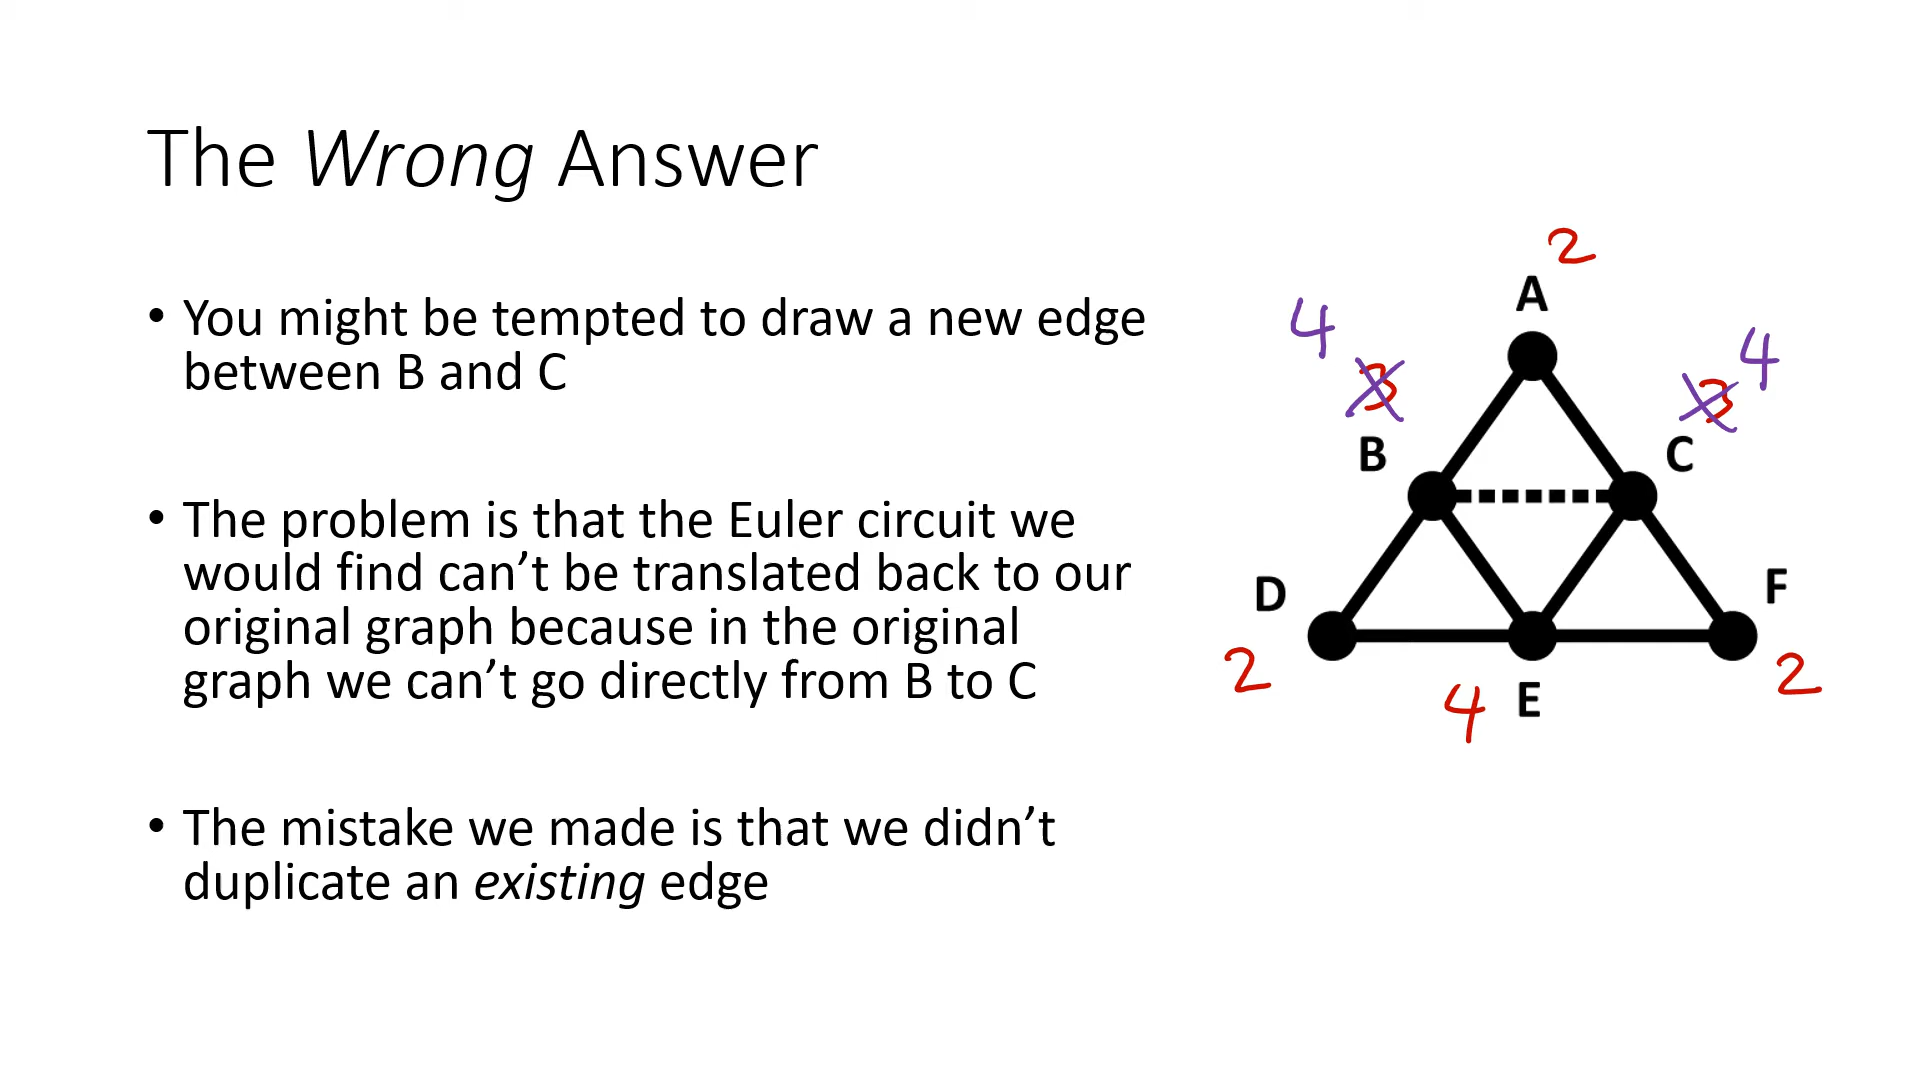 The Wrong Answer
• You might be tempted to draw a new edge
between B and C
• The problem is that the Euler circuit we
would find can’t be translated back to our
original graph because in the original
graph we can’t go directly from B to C
• The mistake we made is that we didn’t
duplicate an existing edge
2
A
4
3
4
3
B
C
D
F
2
4
E
2